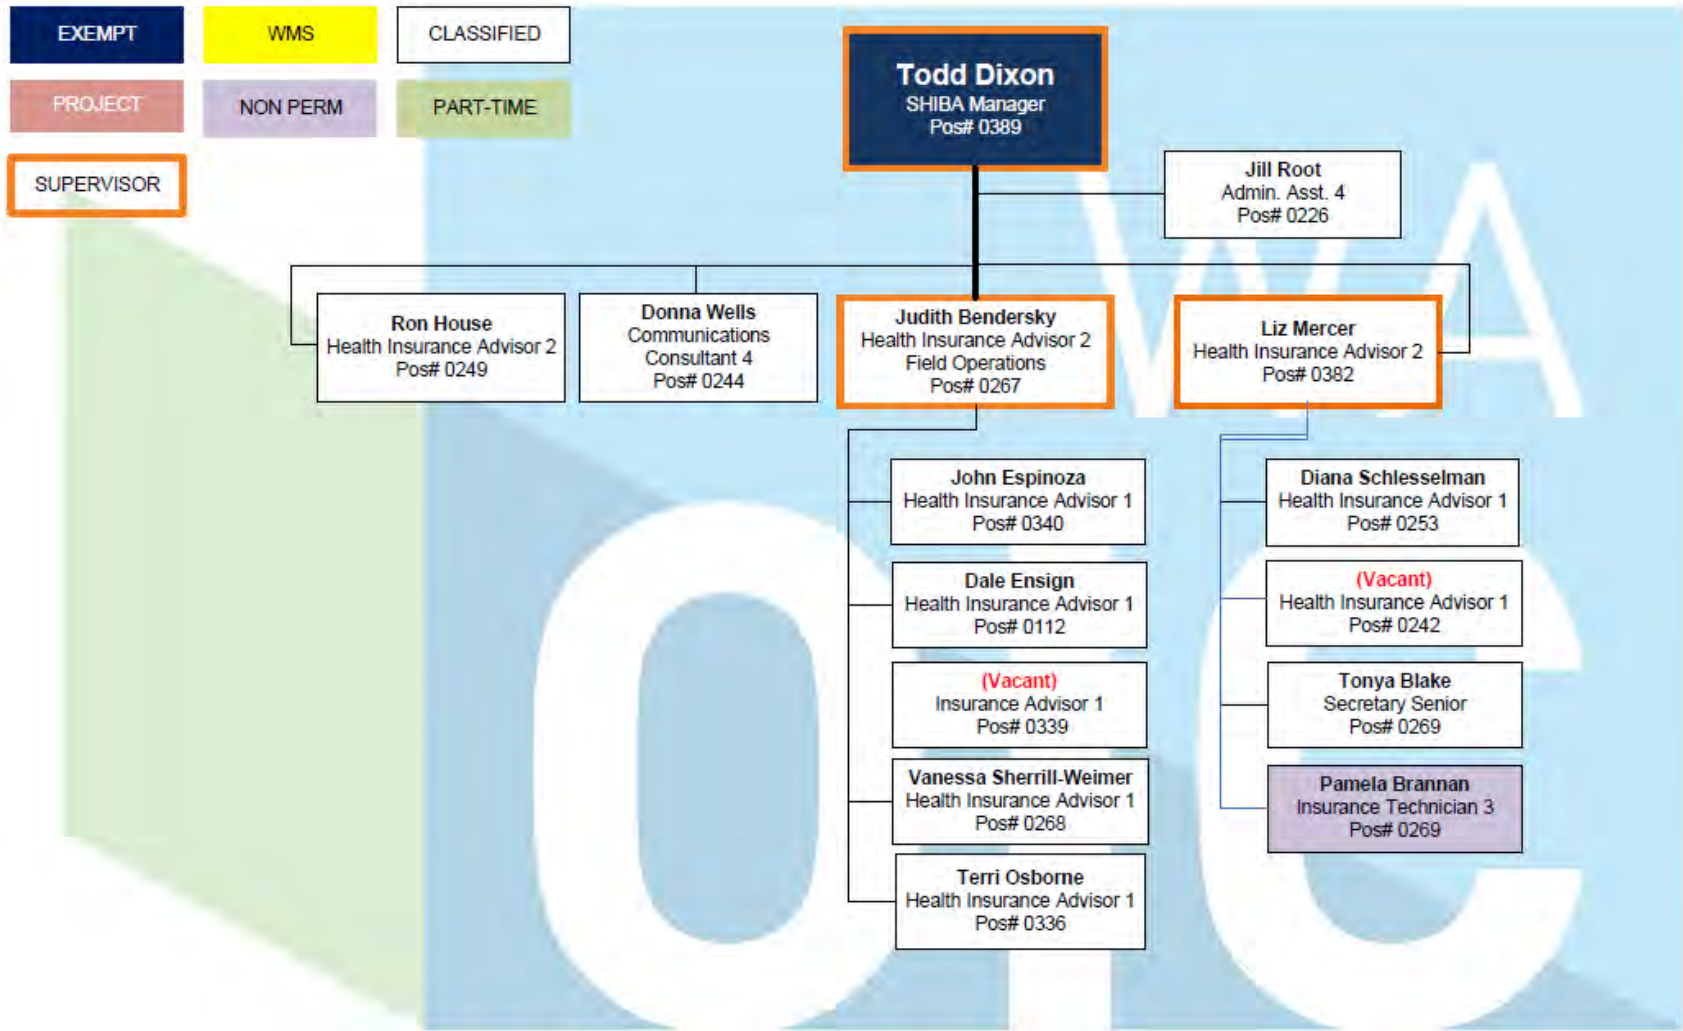 EXEMPT
WMS
CLASSIFIED
PROJECT
NON PERM
PART-TIME
SUPERVISOR
Todd Dixon
SHIBA Manager
Pos# 0389
Jill Root
Admin. Asst. 4
Pos# 0226
Ron House
Health Insurance Advisor 2
Pos# 0249
Donna Wells
Communications
Consultant 4
Pos# 0244
Judith Bendersky
Health Insurance Advisor 2
Field Operations
Pos# 0267
Liz Mercer
Health Insurance Advisor 2
Pos# 0382
John Espinoza
Health Insurance Advisor 1
Pos# 0340
Dale Ensign
Health Insurance Advisor 1
Pos# 0112
(Vacant)
Insurance Advisor 1
Pos# 0339
Vanessa Sherrill-Weimer
Health Insurance Advisor 1
Pos# 0268
Terri Osborne
Health Insurance Advisor 1
Pos# 0336
Diana Schlesselman
Health Insurance Advisor 1
Pos# 0253
(Vacant)
Health Insurance Advisor 1
Pos# 0242
Tonya Blake
Secretary Senior
Pos# 0269
Pamela Brannan
Insurance Technician 3
Pos# 0269
WA
OIC